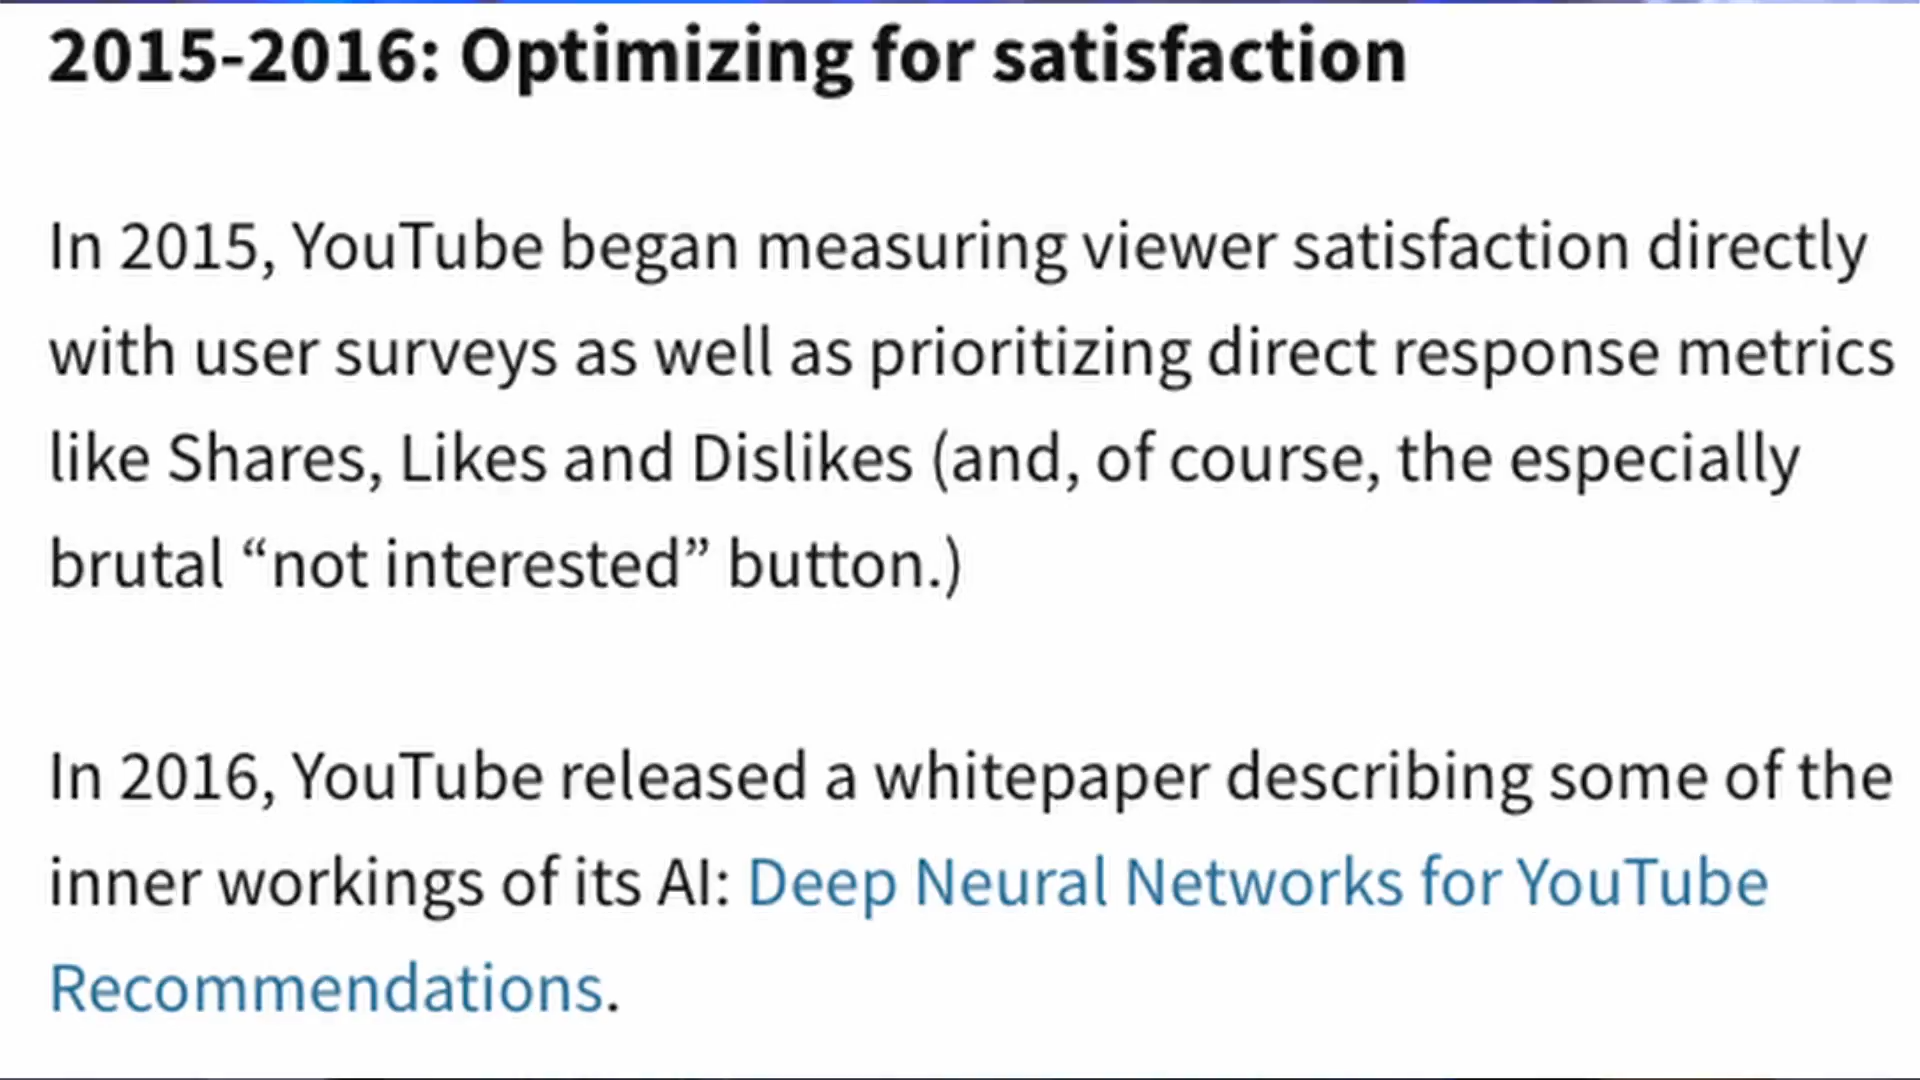 2015-2016: Optimizing for satisfaction
In 2015, YouTube began measuring viewer satisfaction directly
with user surveys as well as prioritizing direct response metrics
like Shares, Likes and Dislikes (and, of course, the especially
brutal “not interested” button.)
In 2016, YouTube released a whitepaper describing some of the
inner workings of its AI: Deep Neural Networks for YouTube
Recommendations.